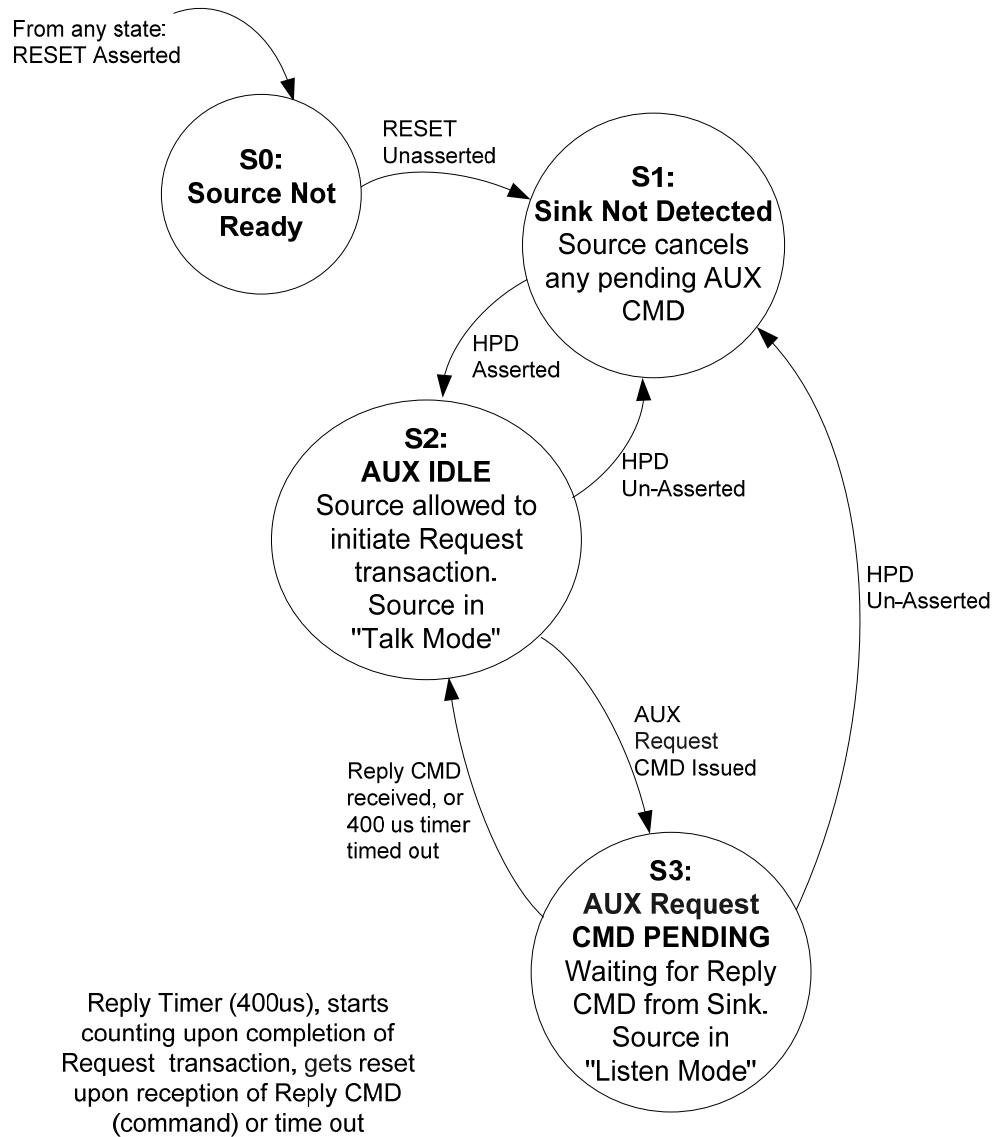 From any state:
RESET Asserted
S0:
Source Not
Ready
RESET
Unasserted
S1:
Sink Not Detected
Source cancels
any pending AUX
CMD
HPD
Asserted
S2:
AUX IDLE
Source allowed to
initiate Request
transaction.
Source in
"Talk Mode"
HPD
Un-Asserted
HPD
Un-Asserted
AUX
Request
CMD Issued
Reply CMD
received, or
400 us timer
timed out
S3:
AUX Request
CMD PENDING
Waiting for Reply
CMD from Sink.
Source in
"Listen Mode"
Reply Timer (400us), starts
counting upon completion of
Request transaction, gets reset
upon reception of Reply CMD
(command) or time out